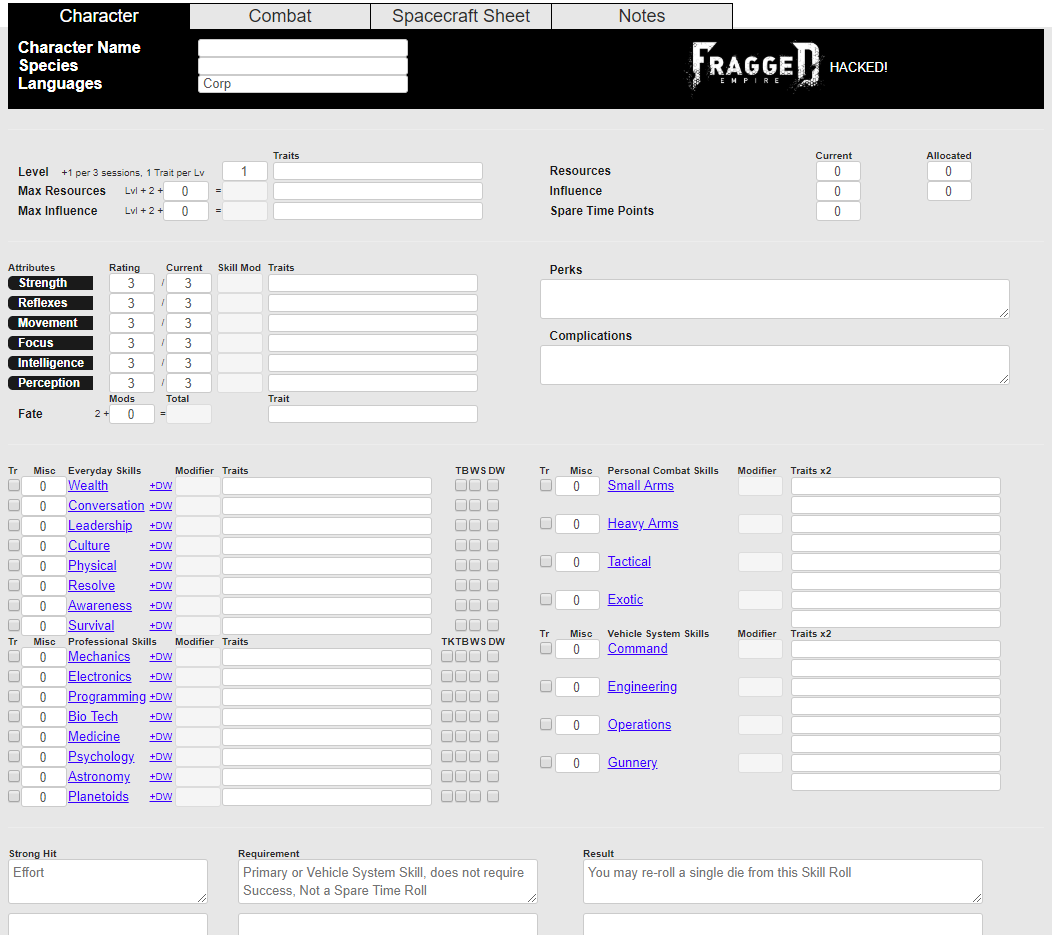 Character Combat Spacecraft Sheet Notes
Character Name
Species
Languages Corp
FRAGGED
EMPIRE
HACKED!
Traits Current Allocated
Level +1 per 3 sessions, 1 Trait per Lv 1 Resources 0 0
Max Resources Lvl + 2 + 0 = Influence 0 0
Max Influence Lvl + 2 + 0 = Spare Time Points 0
Attributes Rating Current Skill Mod Traits Perks
Strength 3 / 3
Reflexes 3 / 3
Movement 3 / 3
Complications
Focus 3 / 3
Intelligence 3 / 3
Perception 3 / 3
Mods Total Trait
Fate 2 + 0 =
Tr Misc Everyday Skills Modifier Traits TB WS DW
0 Wealth +DW
0 Conversation +DW
0 Leadership +DW
0 Culture +DW
0 Physical +DW
0 Resolve +DW
0 Awareness +DW
0 Survival +DW
Tr Misc Professional Skills Modifier Traits TK TB WS DW
0 Mechanics +DW
0 Electronics +DW
0 Programming +DW
0 Bio Tech +DW
0 Medicine +DW
0 Psychology +DW
0 Astronomy +DW
0 Planetoids +DW
Tr Misc Personal Combat Skills Modifier Traits x2
0 Small Arms
0 Heavy Arms
0 Tactical
0 Exotic
Tr Misc Vehicle System Skills Modifier Traits x2
0 Command
0 Engineering
0 Operations
0 Gunnery
Strong Hit Requirement Result
Effort Primary or Vehicle System Skill, does not require You may re-roll a single die from this Skill Roll
Success, Not a Spare Time Roll